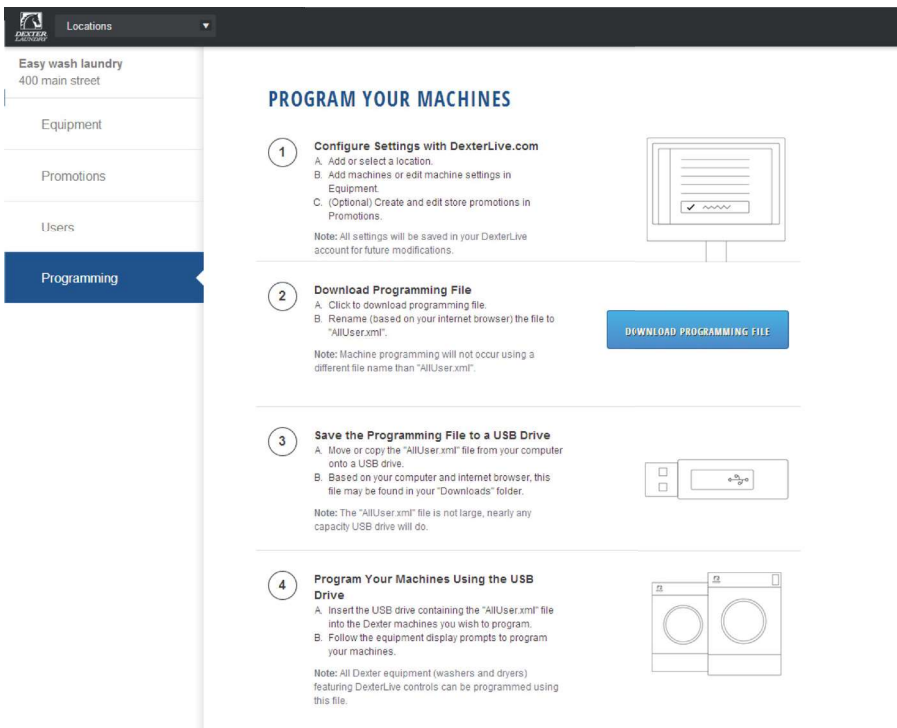 DEXTER
LAUNDRY
Locations
Easy wash laundry
400 main street
Equipment
Promotions
Users
Programming
PROGRAM YOUR MACHINES
1
Configure Settings with DexterLive.com
A. Add or select a location.
B. Add machines or edit machine settings in
Equipment.
C. (Optional) Create and edit store promotions in
Promotions.
Note: All settings will be saved in your DexterLive
account for future modifications.
2
Download Programming File
A. Click to download programming file.
B. Rename (based on your internet browser) the file to
"AllUser.xml".
Note: Machine programming will not occur using a
different file name than "AllUser.xml".
DOWNLOAD PROGRAMMING FILE
3
Save the Programming File to a USB Drive
A. Move or copy the "AllUser.xml" file from your computer
onto a USB drive.
B. Based on your computer and internet browser, this
file may be found in your "Downloads" folder.
Note: The "AllUser.xml" file is not large, nearly any
capacity USB drive will do.
4
Program Your Machines Using the USB
Drive
A. Insert the USB drive containing the "AllUser.xml" file
into the Dexter machines you wish to program.
B. Follow the equipment display prompts to program
your machines.
Note: All Dexter equipment (washers and dryers)
featuring DexterLive controls can be programmed using
this file.